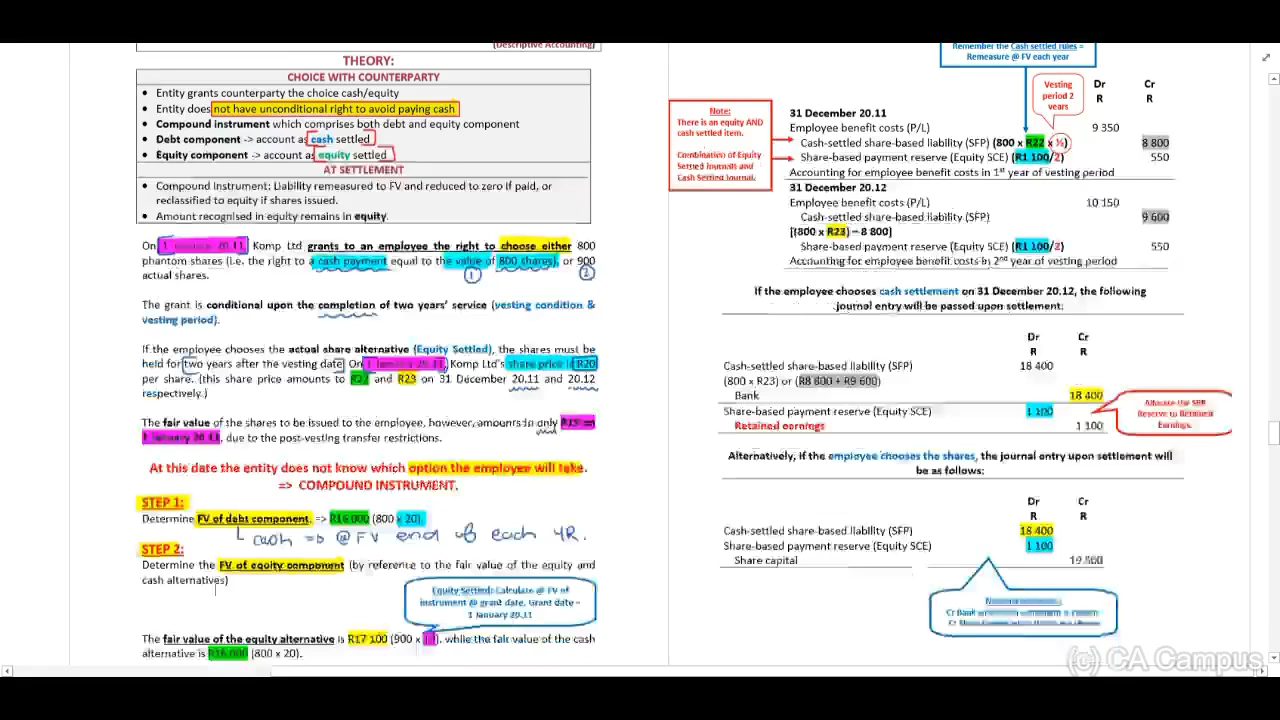 (Descriptive Accounting)
THEORY:
CHOICE WITH COUNTERPARTY
• Entity grants counterparty the choice cash/equity
• Entity does not have unconditional right to avoid paying cash
• Compound instrument which comprises both debt and equity component
• Debt component -> account as cash settled
• Equity component -> account as equity settled
AT SETTLEMENT
• Compound Instrument: Liability remeasured to FV and reduced to zero if paid, or
reclassified to equity if shares issued.
• Amount recognised in equity remains in equity.
On 1 January 20.11, Komp Ltd grants to an employee the right to choose either 800
phantom shares (i.e. the right to a cash payment equal to the value of 800 shares), or 900
actual shares.
1
2
The grant is conditional upon the completion of two years' service (vesting condition &
vesting period).
If the employee chooses the actual share alternative (Equity Settled), the shares must be
held for two years after the vesting date. On 1 January 20.11, Komp Ltd's share price is R20
per share. (this share price amounts to R22 and R23 on 31 December 20.11 and 20.12
respectively.)
The fair value of the shares to be issued to the employee, however, amounts to only
1 January 20.11, due to the post-vesting transfer restrictions.
At this date the entity does not know which option the employee will take.
=> COMPOUND INSTRUMENT.
STEP 1:
Determine FV of debt component. => R16 000 (800 x 20).
cash => @ FV end of each YR.
STEP 2:
Determine the FV of equity component (by reference to the fair value of the equity and
cash alternatives)
Equity Settled: Calculate @ FV of
instrument @ grant date. Grant date =
1 January 20.11
The fair value of the equity alternative is R17 100 (900 x ), while the fair value of the cash
alternative is R16 000 (800 x 20).
Remember the Cash settled rules =
Remeasure @ FV each year
Vesting
period 2
years
Dr Cr
R R
Note:
There is an equity AND
cash settled item.
Combination of Equity
Settled Journals and
Cash Settled Journal.
31 December 20.11
Employee benefit costs (P/L) 9 350
Cash-settled share-based liability (SFP) (800 x R22 x ½) 8 800
Share-based payment reserve (Equity SCE) (R1 100/2) 550
Accounting for employee benefit costs in 1st year of vesting period
31 December 20.12
Employee benefit costs (P/L) 10 150
Cash-settled share-based liability (SFP) 9 600
[(800 x R23) – 8 800]
Share-based payment reserve (Equity SCE) (R1 100/2) 550
Accounting for employee benefit costs in 2nd year of vesting period
If the employee chooses cash settlement on 31 December 20.12, the following
journal entry will be passed upon settlement:
Dr Cr
R R
Cash-settled share-based liability (SFP) 18 400
(800 x R23) or (R8 800 + R9 600)
Bank 18 400
Share-based payment reserve (Equity SCE) 1 100
Retained earnings 1 100
Allocate the SBP
Reserve to Retained
Earnings.
Alternatively, if the employee chooses the shares, the journal entry upon settlement will
be as follows:
Dr Cr
R R
Cash-settled share-based liability (SFP) 18 400
Share-based payment reserve (Equity SCE) 1 100
Share capital 19 500
Cr Bank
(c) CA Campus